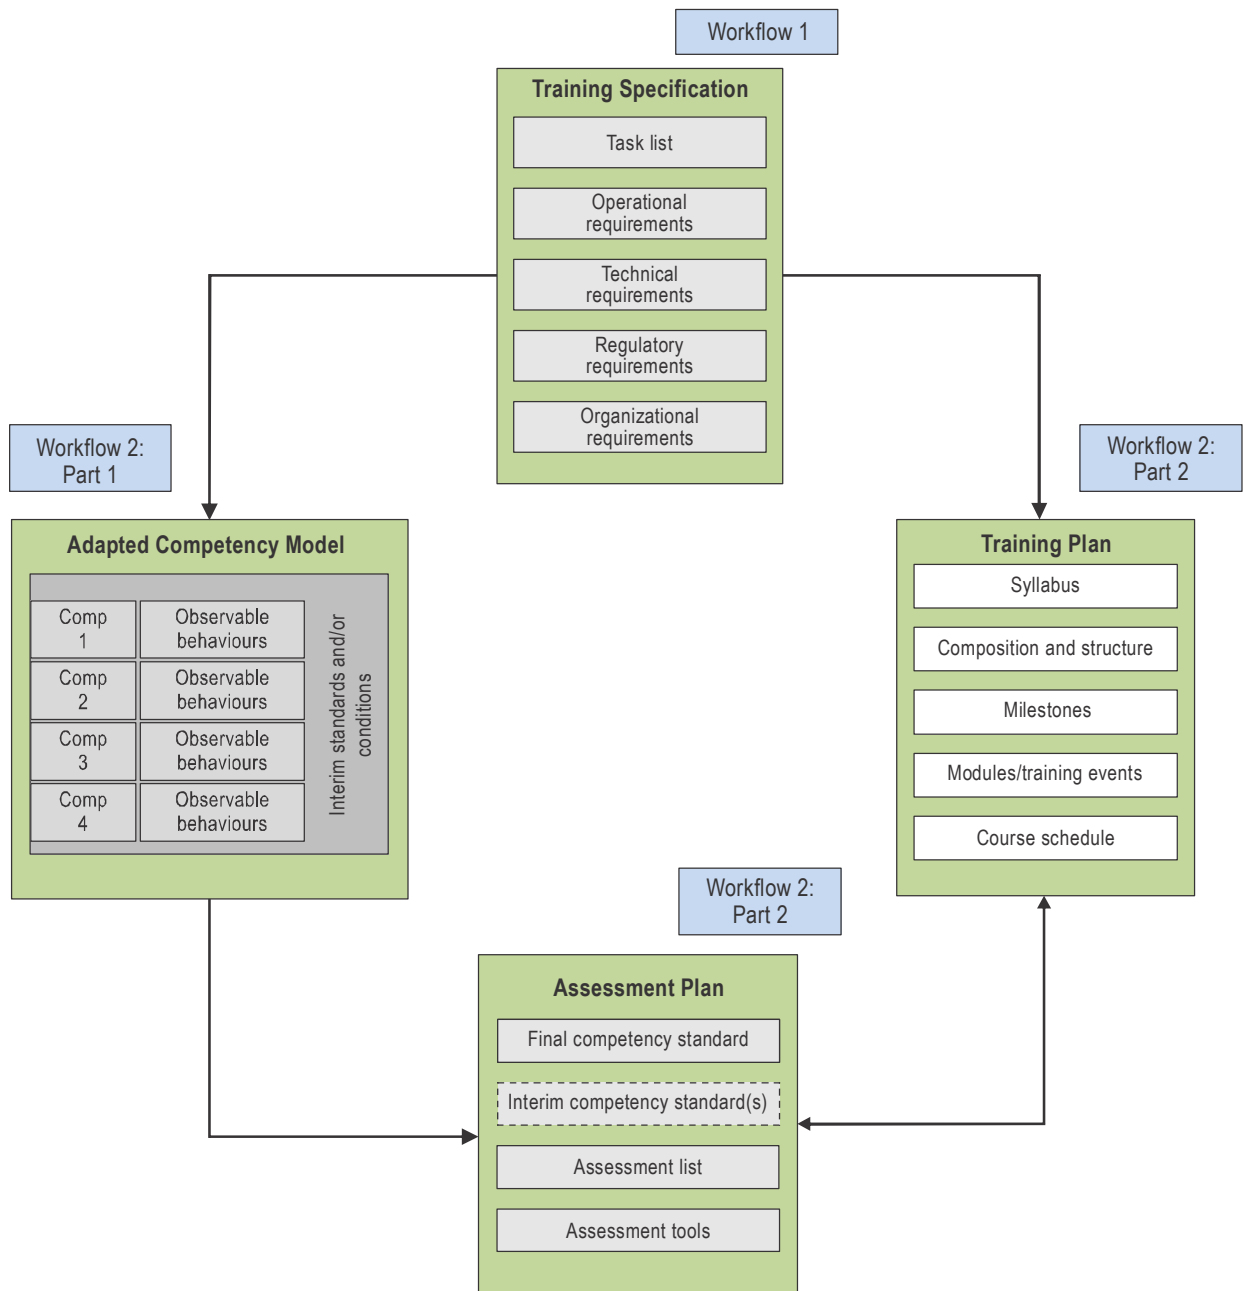 Workflow 1
Training Specification
Task list
Operational
requirements
Technical
requirements
Regulatory
requirements
Organizational
requirements
Workflow 2:
Part 1
Adapted Competency Model
Comp
1
Observable
behaviours
Comp
2
Observable
behaviours
Comp
3
Observable
behaviours
Comp
4
Observable
behaviours
Interim standards and/or
conditions
Workflow 2:
Part 2
Training Plan
Syllabus
Composition and structure
Milestones
Modules/training events
Course schedule
Workflow 2:
Part 2
Assessment Plan
Final competency standard
Interim competency standard(s)
Assessment list
Assessment tools